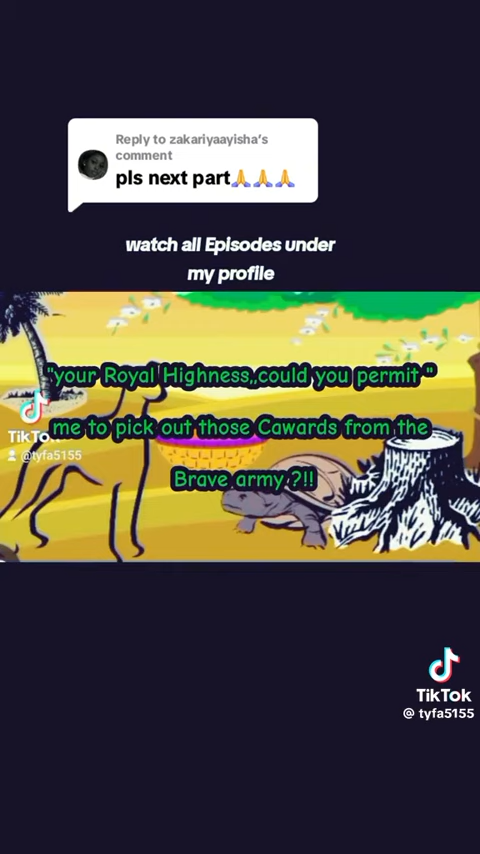 Reply to zakariyaayisha's
comment
pls next part🙏🙏🙏
watch all Episodes under
my profile
"your Royal Highness,,could you permit "
me to pick out those Cawards from the
Brave army ?!!
TikTok
@tyfa5155
TikTok
@ tyfa5155